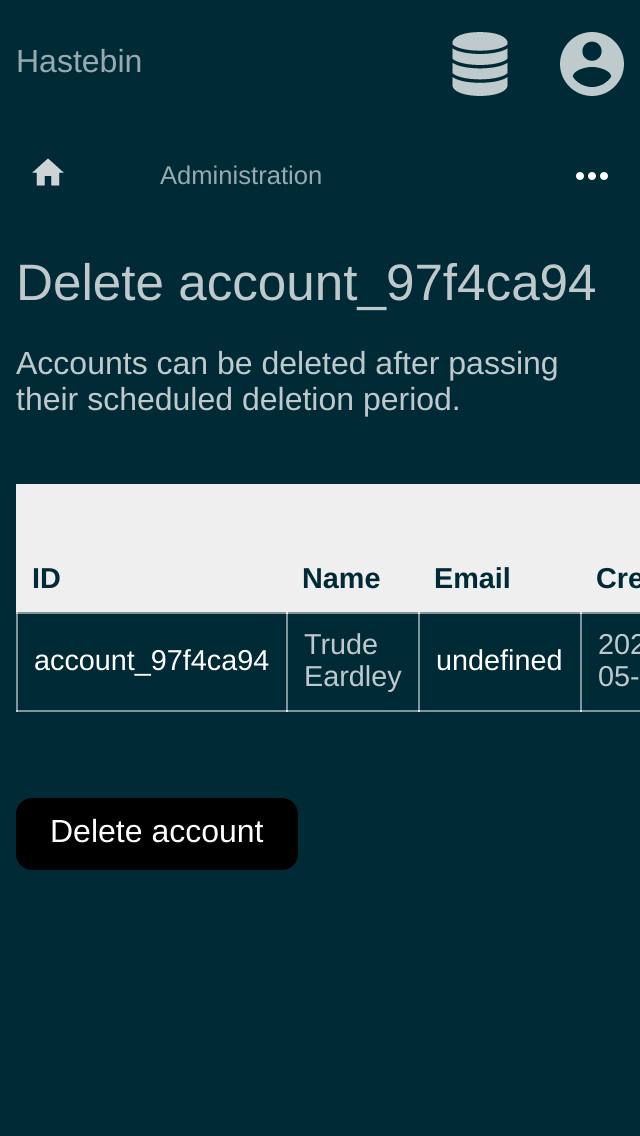 Hastebin
Administration
Delete account_97f4ca94
Accounts can be deleted after passing
their scheduled deletion period.
ID Name Email Cre
account_97f4ca94 Trude Eardley undefined 202 05-
Delete account